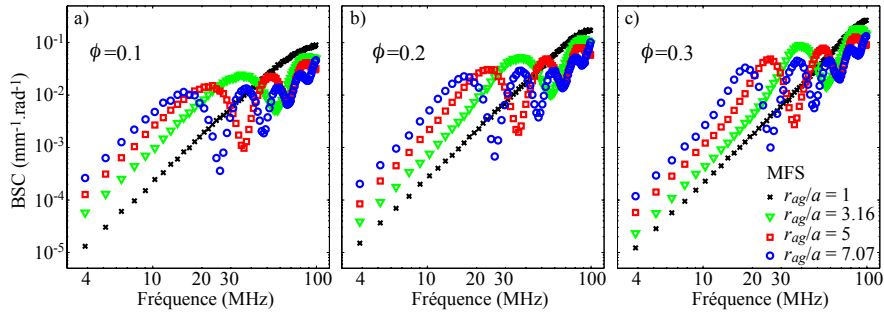 a)
ϕ=0.1
b)
ϕ=0.2
c)
ϕ=0.3
BSC (mm⁻¹.rad⁻¹)
10⁻¹
10⁻²
10⁻³
10⁻⁴
10⁻⁵
MFS
r_ag/a = 1
r_ag/a = 3.16
r_ag/a = 5
r_ag/a = 7.07
4 10 20 30 100
4 10 20 30 100
4 10 20 30 100
Fréquence (MHz)
Fréquence (MHz)
Fréquence (MHz)